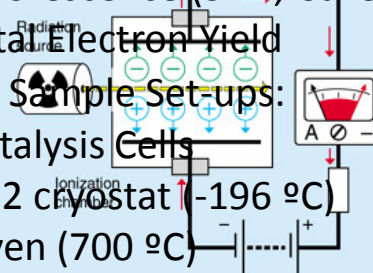 Radiation
source
tal Electron Yield
Sample Set-ups:
talysis Cells
Ionization
chamber
2 cryostat (-196 ºC)
ven (700 ºC)
A